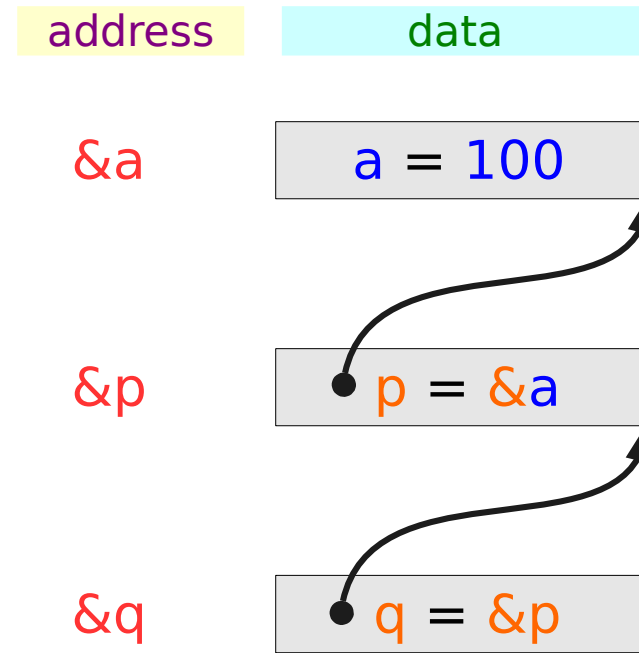 address data
&a a = 100
&p p = &a
&q q = &p